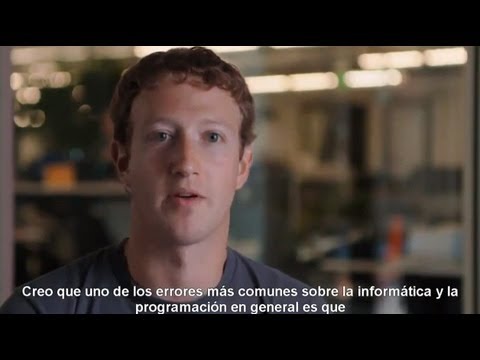 Creo que uno de los errores más comunes sobre la informática y la
programación en general es que